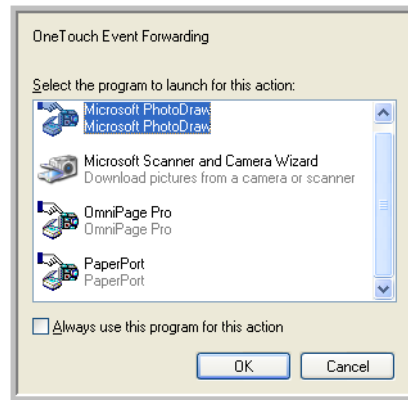 OneTouch Event Forwarding
Select the program to launch for this action:
Microsoft PhotoDraw
Microsoft PhotoDraw
Microsoft Scanner and Camera Wizard
Download pictures from a camera or scanner
OmniPage Pro
OmniPage Pro
PaperPort
PaperPort
Always use this program for this action
OK Cancel